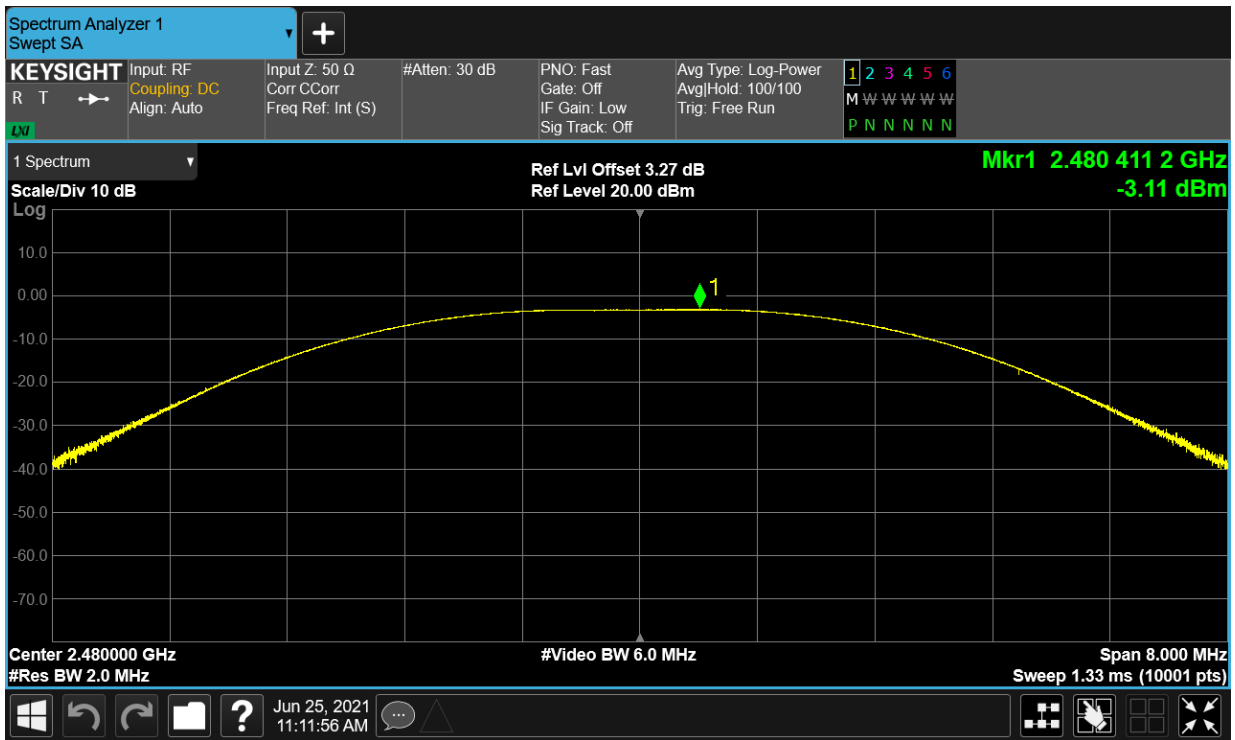 Spectrum Analyzer 1
Swept SA
+
KEYSIGHT
R T
LXI
Input: RF
Coupling: DC
Align: Auto
Input Z: 50 Ω
Corr CCorr
Freq Ref: Int (S)
#Atten: 30 dB
PNO: Fast
Gate: Off
IF Gain: Low
Sig Track: Off
Avg Type: Log-Power
Avg|Hold: 100/100
Trig: Free Run
1 2 3 4 5 6
M W W W W W
P N N N N N
1 Spectrum
Scale/Div 10 dB
Log
Ref Lvl Offset 3.27 dB
Ref Level 20.00 dBm
Mkr1 2.480 411 2 GHz
-3.11 dBm
1
10.0
0.00
-10.0
-20.0
-30.0
-40.0
-50.0
-60.0
-70.0
Center 2.480000 GHz
#Res BW 2.0 MHz
#Video BW 6.0 MHz
Span 8.000 MHz
Sweep 1.33 ms (10001 pts)
?
Jun 25, 2021
11:11:56 AM